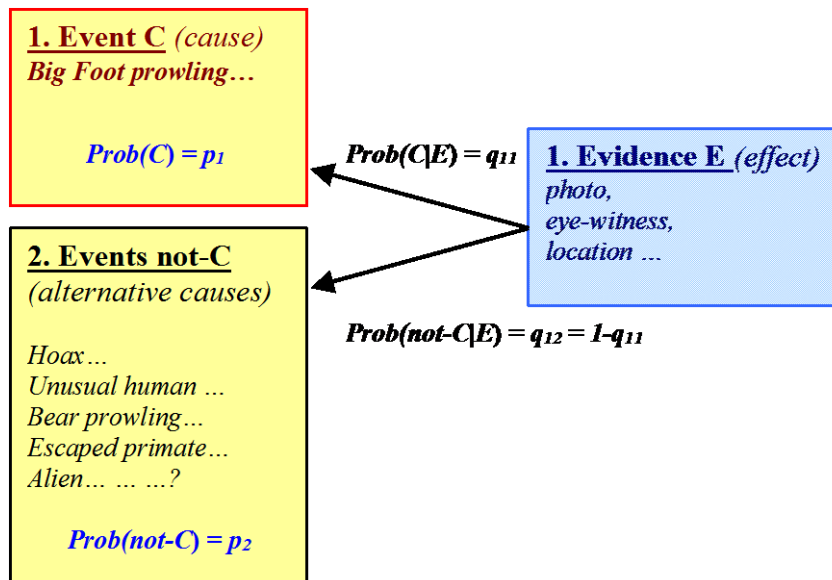 1. Event C (cause)
Big Foot prowling…
Prob(C) = p₁
Prob(C|E) = q₁₁
1. Evidence E (effect)
photo,
eye-witness,
location …
2. Events not-C
(alternative causes)
Hoax…
Unusual human …
Bear prowling…
Escaped primate…
Alien… … …?
Prob(not-C) = p₂
Prob(not-C|E) = q₁₂ = 1-q₁₁